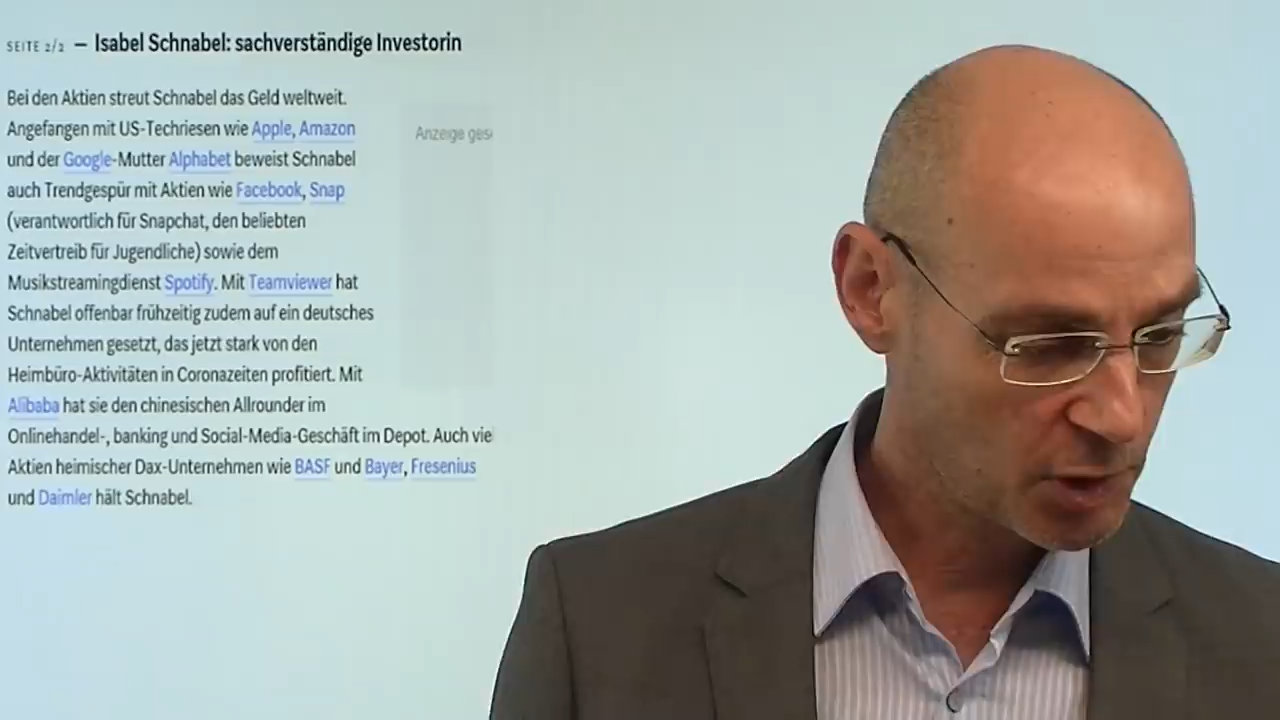 SEITE 2/2 — Isabel Schnabel: sachverständige Investorin
Bei den Aktien streut Schnabel das Geld weltweit.
Angefangen mit US-Techriesen wie Apple, Amazon
Anzeige ges
und der Google-Mutter Alphabet beweist Schnabel
auch Trendgespür mit Aktien wie Facebook, Snap
(verantwortlich für Snapchat, den beliebten
Zeitvertreib für Jugendliche) sowie dem
Musikstreamingdienst Spotify. Mit Teamviewer hat
Schnabel offenbar frühzeitig zudem auf ein deutsches
Unternehmen gesetzt, das jetzt stark von den
Heimbüro-Aktivitäten in Coronazeiten profitiert. Mit
Alibaba hat sie den chinesischen Allrounder im
Onlinehandel-, banking und Social-Media-Geschäft im Depot. Auch vie
Aktien heimischer Dax-Unternehmen wie BASF und Bayer, Fresenius
und Daimler hält Schnabel.